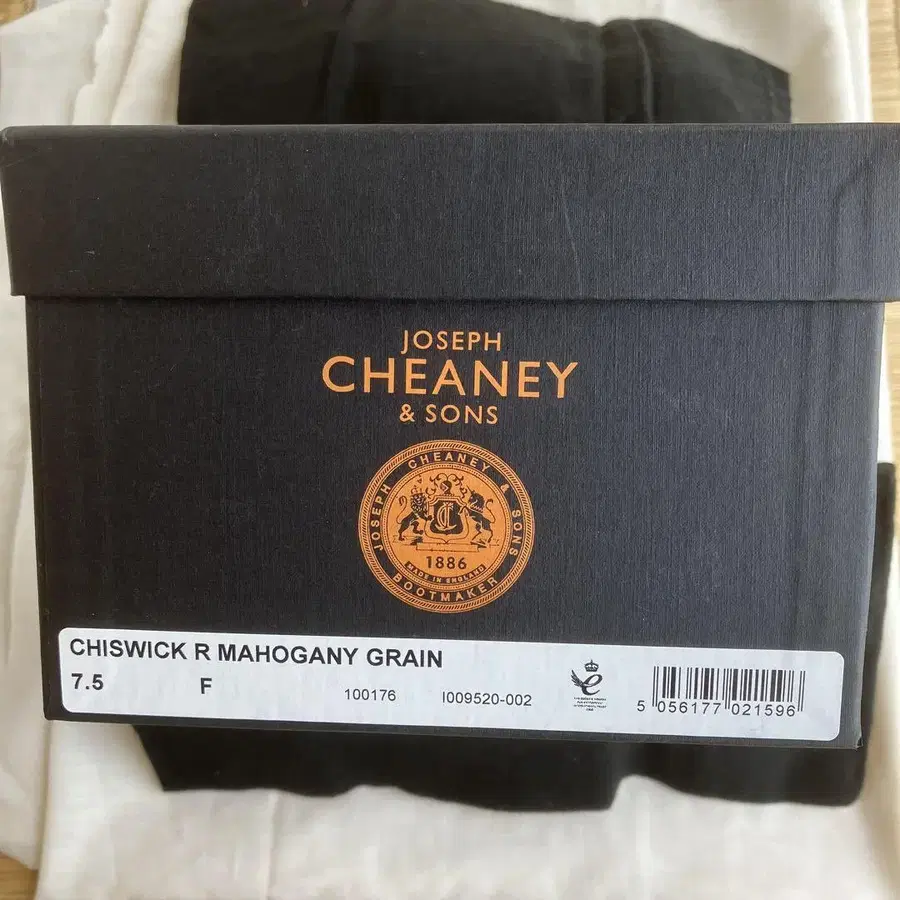 JOSEPH
CHEANEY
& SONS
JOSEPH CHEANEY & SONS
1886
MADE IN ENGLAND
BOOTMAKER
CHISWICK R MAHOGANY GRAIN
7.5 F 100176 I009520-002
5 056177 021596